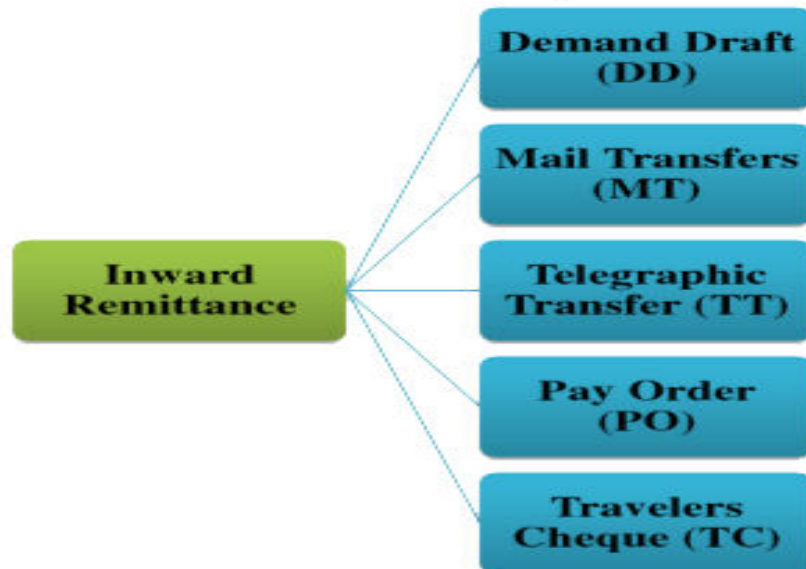 Demand Draft
(DD)
Mail Transfers
(MT)
Inward
Remittance
Telegraphic
Transfer (TT)
Pay Order
(PO)
Travelers
Cheque (TC)